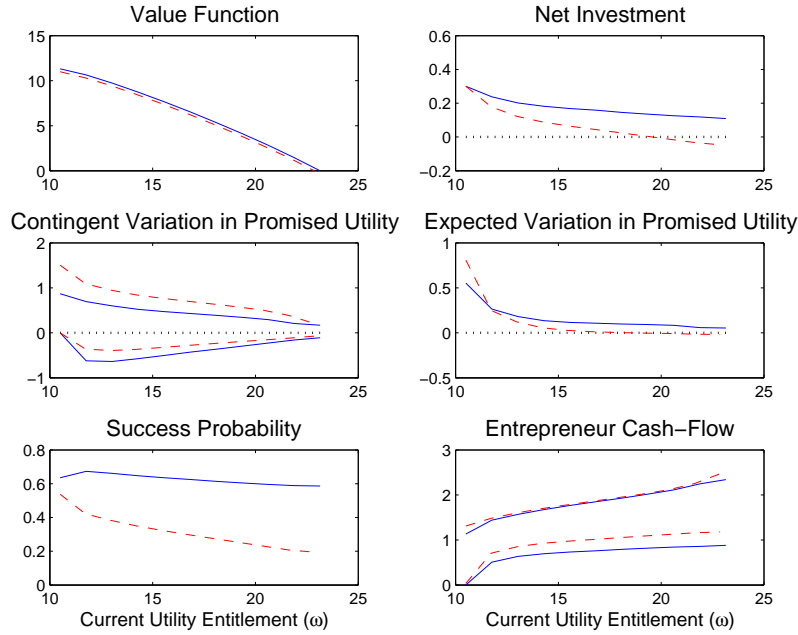 Value Function
15
10
5
0
10 15 20 25
Net Investment
0.6
0.4
0.2
0
−0.2
10 15 20 25
Contingent Variation in Promised Utility
2
1
0
−1
10 15 20 25
Expected Variation in Promised Utility
1
0.5
0
−0.5
10 15 20 25
Success Probability
0.8
0.6
0.4
0.2
0
10 15 20 25
Current Utility Entitlement (ω)
Entrepreneur Cash−Flow
3
2
1
0
10 15 20 25
Current Utility Entitlement (ω)